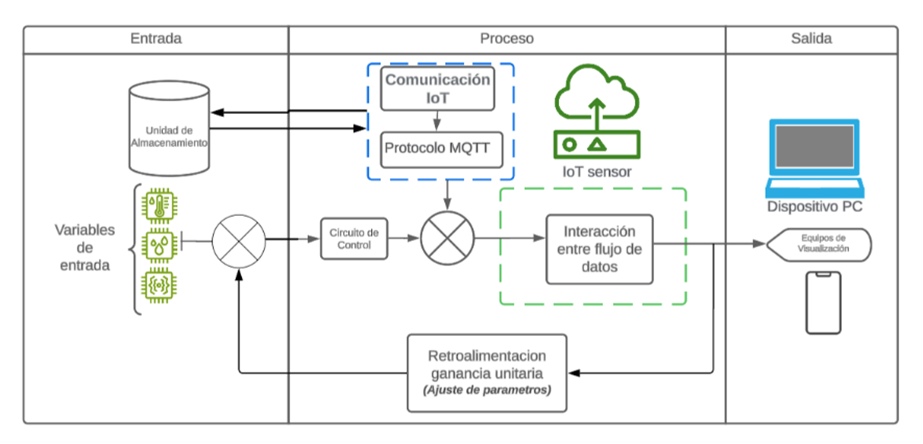 Entrada
Proceso
Salida
Unidad de
Almacenamiento
Variables
de
entrada
Comunicación
IoT
Protocolo MQTT
IoT sensor
Circuito de
Control
Interacción
entre flujo de
datos
Retroalimentacion
ganancia unitaria
(Ajuste de parametros)
Dispositivo PC
Equipos de
Visualización